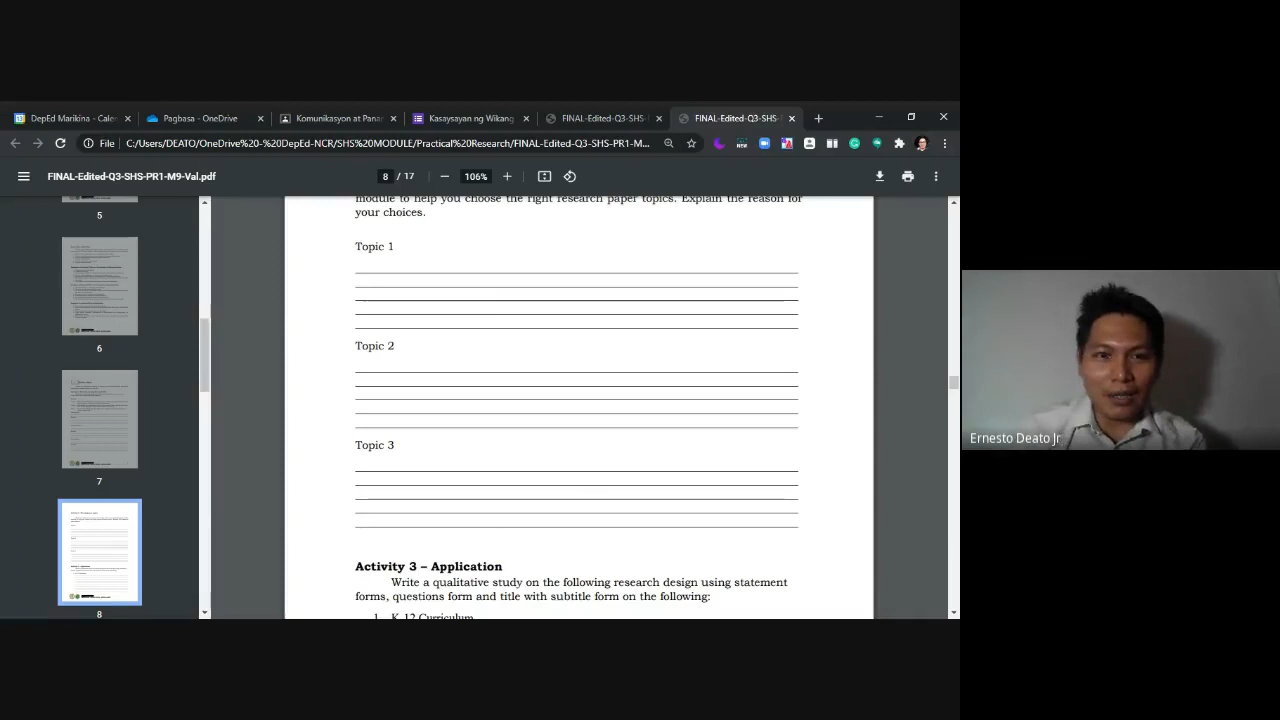 DepEd Marikina - Cale
Pagbasa - OneDrive
Komunikasyon at Panan
Kasaysayan ng Wikang
FINAL-Edited-Q3-SHS-
FINAL-Edited-Q3-SHS-
File
C:/Users/DEATO/OneDrive%20-%20DepEd-NCR/SHS%20MODULE/Practical%20Research/FINAL-Edited-Q3-SHS-PR1-M...
FINAL-Edited-Q3-SHS-PR1-M9-Val.pdf
8 / 17
106%
5
6
7
8
module to help you choose the right research paper topics. Explain the reason for
your choices.
Topic 1
Topic 2
Topic 3
Activity 3 – Application
Write a qualitative study on the following research design using statement
forms, questions form and title with subtitle form on the following:
1. K-12 Curriculum
Ernesto Deato Jr